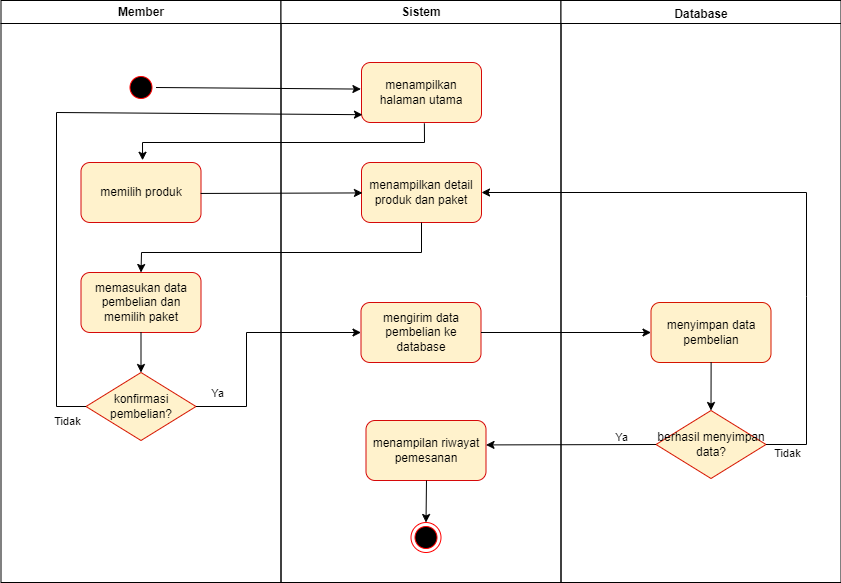 Member
Sistem
Database
menampilkan
halaman utama
memilih produk
menampilkan detail
produk dan paket
memasukan data
pembelian dan
memilih paket
mengirim data
pembelian ke
database
menyimpan data
pembelian
konfirmasi
pembelian?
Ya
Tidak
menampilan riwayat
pemesanan
Ya
berhasil menyimpan
data?
Tidak